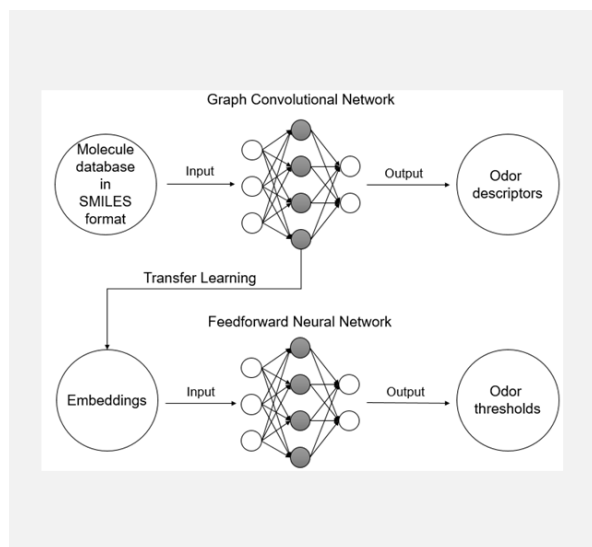 Graph Convolutional Network
Molecule
database
in
SMILES
format
Input
Output
Odor
descriptors
Transfer Learning
Feedforward Neural Network
Embeddings
Input
Output
Odor
thresholds